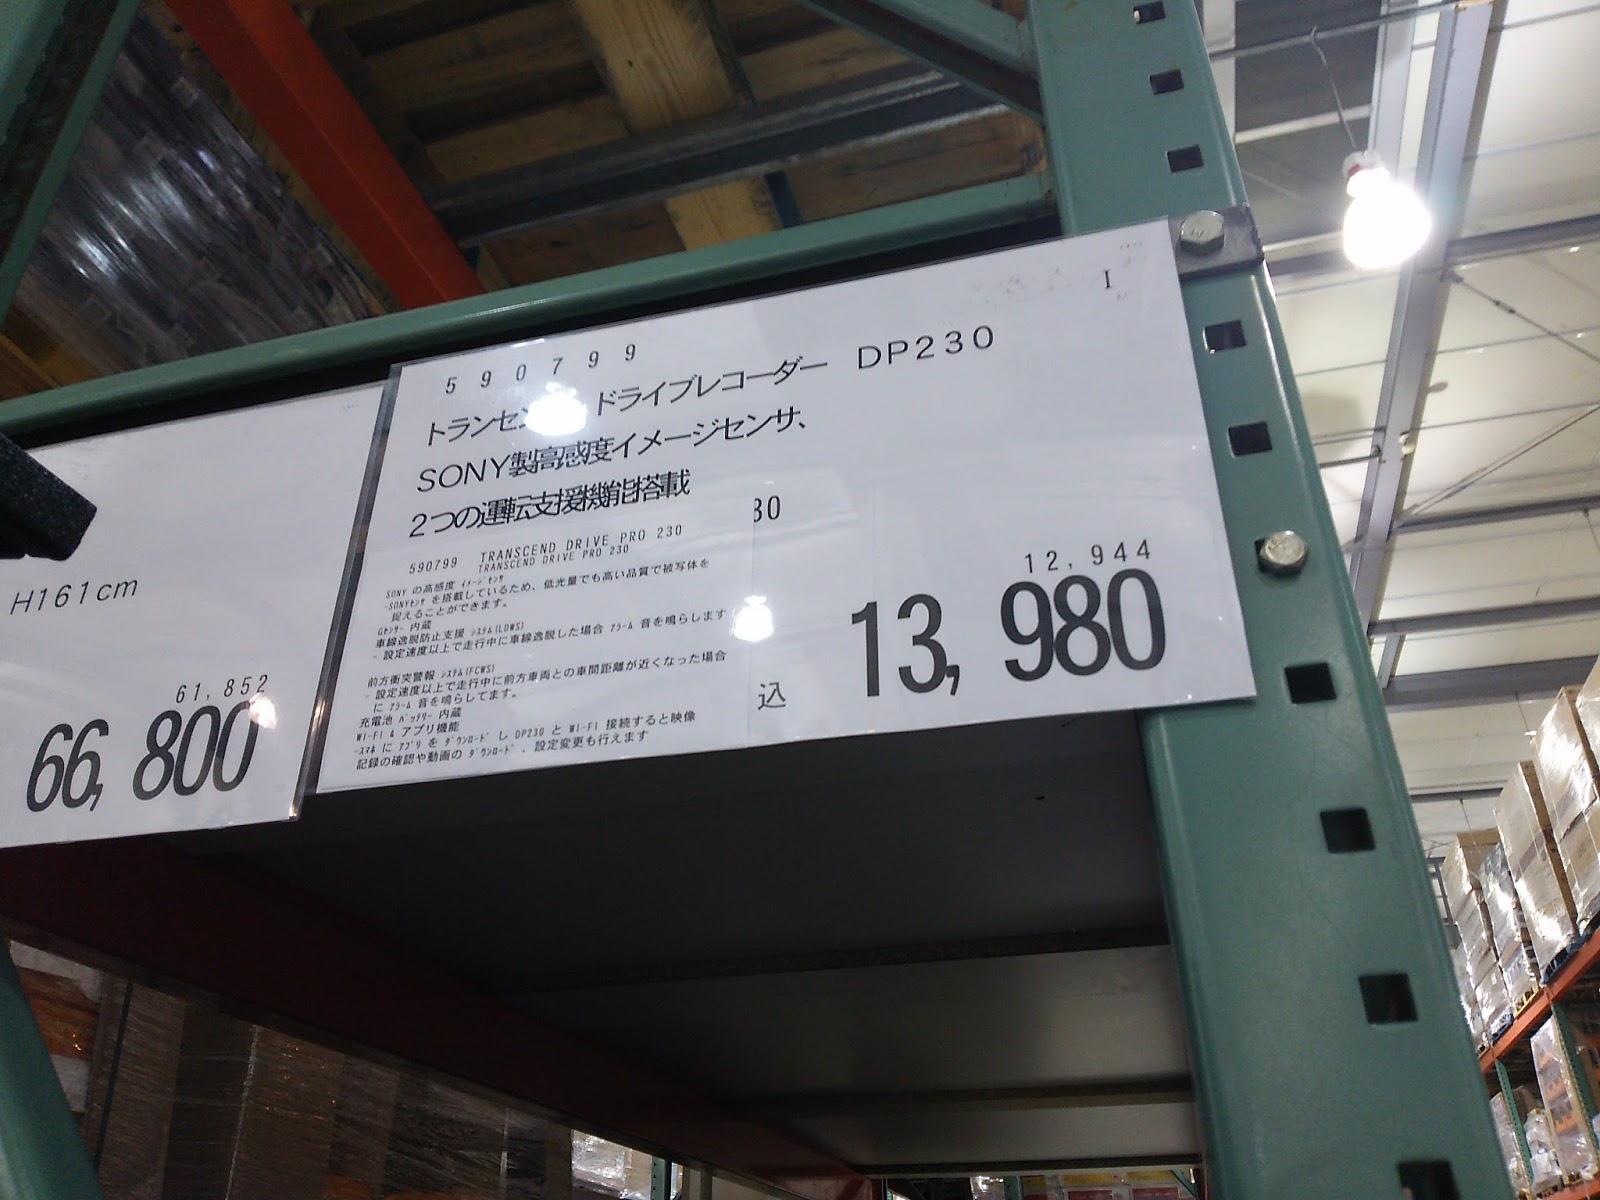 H161cm
61,852
66,800
590799
トランセン ドライブレコーダー DP230
SONY製高感度イメージセンサ、
2つの運転支援機能搭載
30
590799 TRANSCEND DRIVE PRO 230
TRANSCEND DRIVE PRO 230
SONY の高感度 ｲﾒｰｼﾞｾﾝｻ
-SONYｾﾝｻ を搭載しているため、低光量でも高い品質で被写体を
捉えることができます。
Gｾﾝｻｰ 内蔵
車線逸脱防止支援 ｼｽﾃﾑ(LDWS)
- 設定速度以上で走行中に車線逸脱した場合 ｱﾗｰﾑ 音を鳴らします
前方衝突警報 ｼｽﾃﾑ(FCWS)
- 設定速度以上で走行中に前方車両との車間距離が近くなった場合
に ｱﾗｰﾑ 音を鳴らしてます。
充電池 ﾊﾞｯﾃﾘｰ 内蔵
WI-FI & アプリ機能
-ｽﾏﾎ に ｱﾌﾟﾘ を ﾀﾞｳﾝﾛｰﾄﾞ し DP230 と WI-FI 接続すると映像
記録の確認や動画の ﾀﾞｳﾝﾛｰﾄﾞ、設定変更も行えます
I
12,944
込
13,980